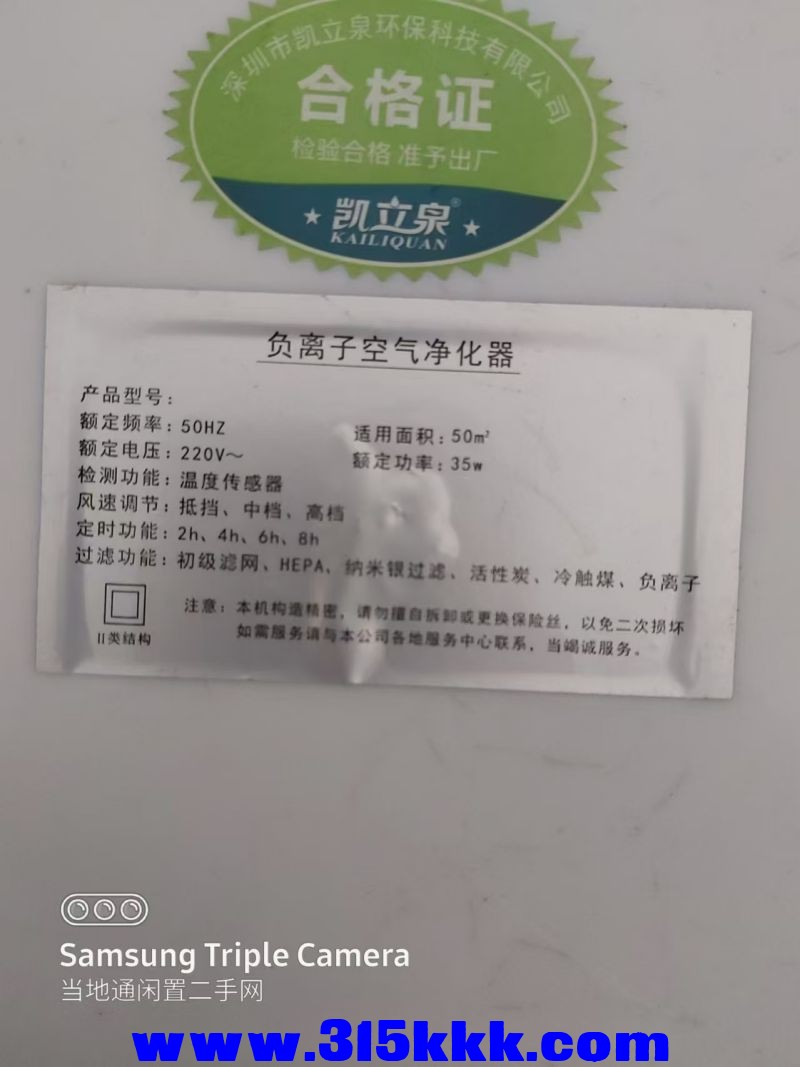 深圳市凯立泉环保科技有限公司
合格证
检验合格 准予出厂
★ 凯立泉® ★
KAILIQUAN
负离子空气净化器
产品型号：
额定频率：50HZ 适用面积：50㎡
额定电压：220V～ 额定功率：35w
检测功能：温度传感器
风速调节：抵挡、中档、高档
定时功能：2h、4h、6h、8h
过滤功能：初级滤网、HEPA、纳米银过滤、活性炭、冷触煤、负离子
注意：本机构造精密，请勿擅自拆卸或更换保险丝，以免二次损坏
如需服务请与本公司各地服务中心联系，当竭诚服务。
II类结构
Samsung Triple Camera
当地通闲置二手网
www.315kkk.com